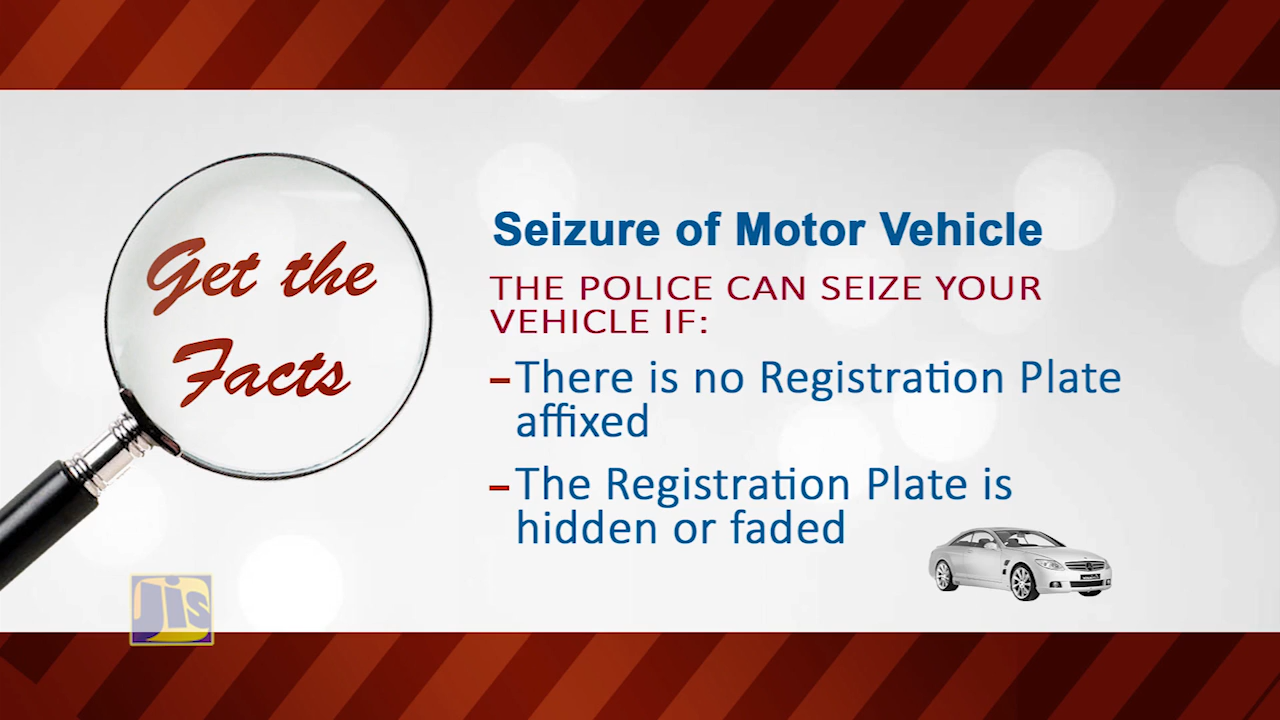 Get the
Facts
Seizure of Motor Vehicle
THE POLICE CAN SEIZE YOUR
VEHICLE IF:
-There is no Registration Plate
affixed
-The Registration Plate is
hidden or faded
Jis